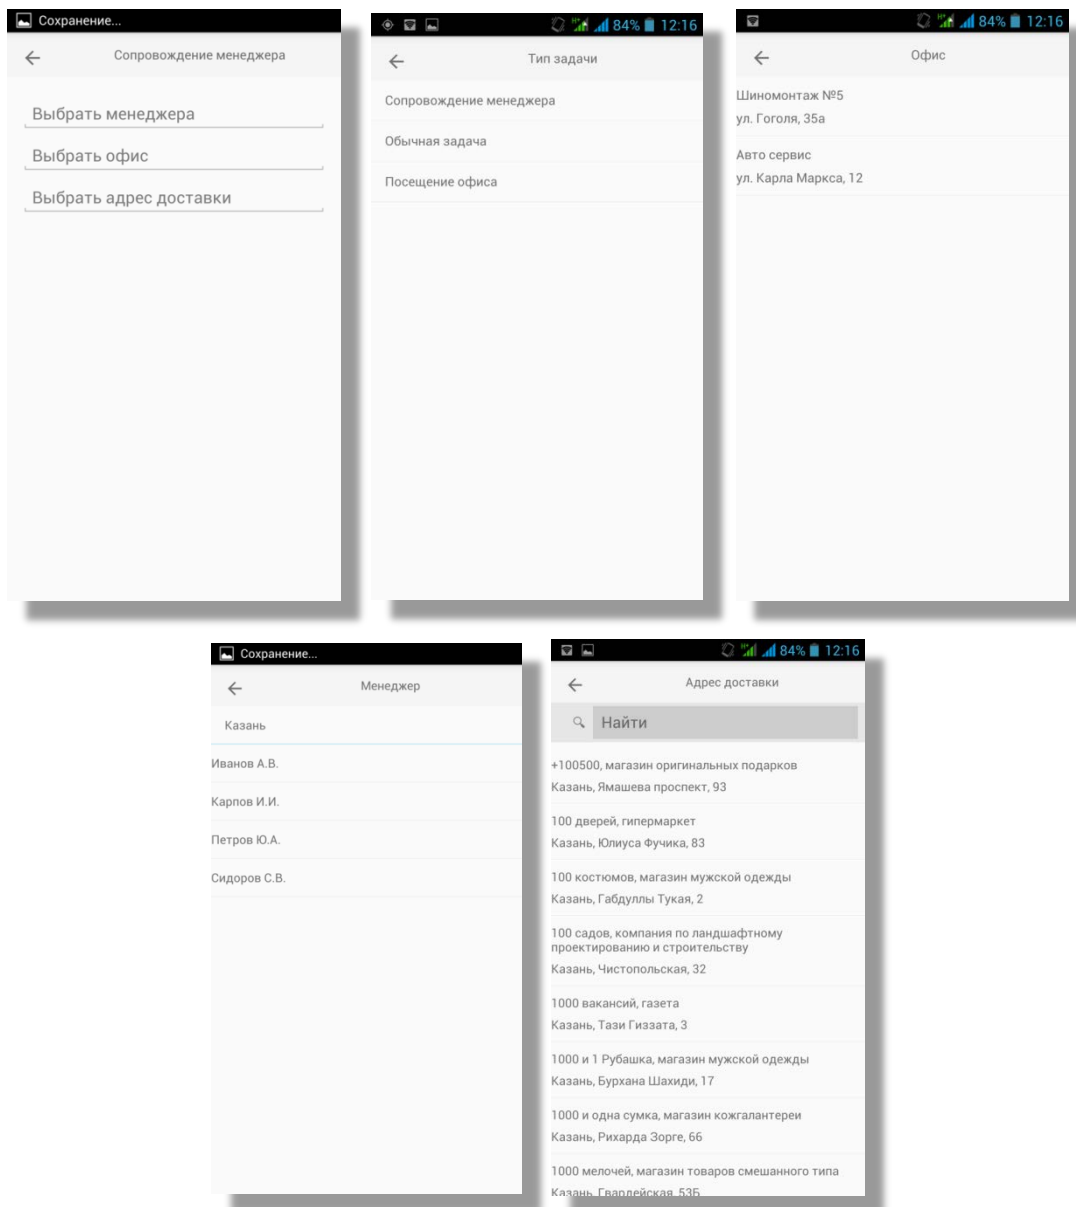 Сохранение...
Сопровождение менеджера
Выбрать менеджера
Выбрать офис
Выбрать адрес доставки
84% 12:16
Тип задачи
Сопровождение менеджера
Обычная задача
Посещение офиса
84% 12:16
Офис
Шиномонтаж №5
ул. Гоголя, 35а
Авто сервис
ул. Карла Маркса, 12
Сохранение...
Менеджер
Казань
Иванов А.В.
Карпов И.И.
Петров Ю.А.
Сидоров С.В.
84% 12:16
Адрес доставки
Найти
+100500, магазин оригинальных подарков
Казань, Ямашева проспект, 93
100 дверей, гипермаркет
Казань, Юлиуса Фучика, 83
100 костюмов, магазин мужской одежды
Казань, Габдуллы Тукая, 2
100 садов, компания по ландшафтному
проектированию и строительству
Казань, Чистопольская, 32
1000 вакансий, газета
Казань, Тази Гиззата, 3
1000 и 1 Рубашка, магазин мужской одежды
Казань, Бурхана Шахиди, 17
1000 и одна сумка, магазин кожгалантереи
Казань, Рихарда Зорге, 66
1000 мелочей, магазин товаров смешанного типа
Казань, Гвардейская, 53Б